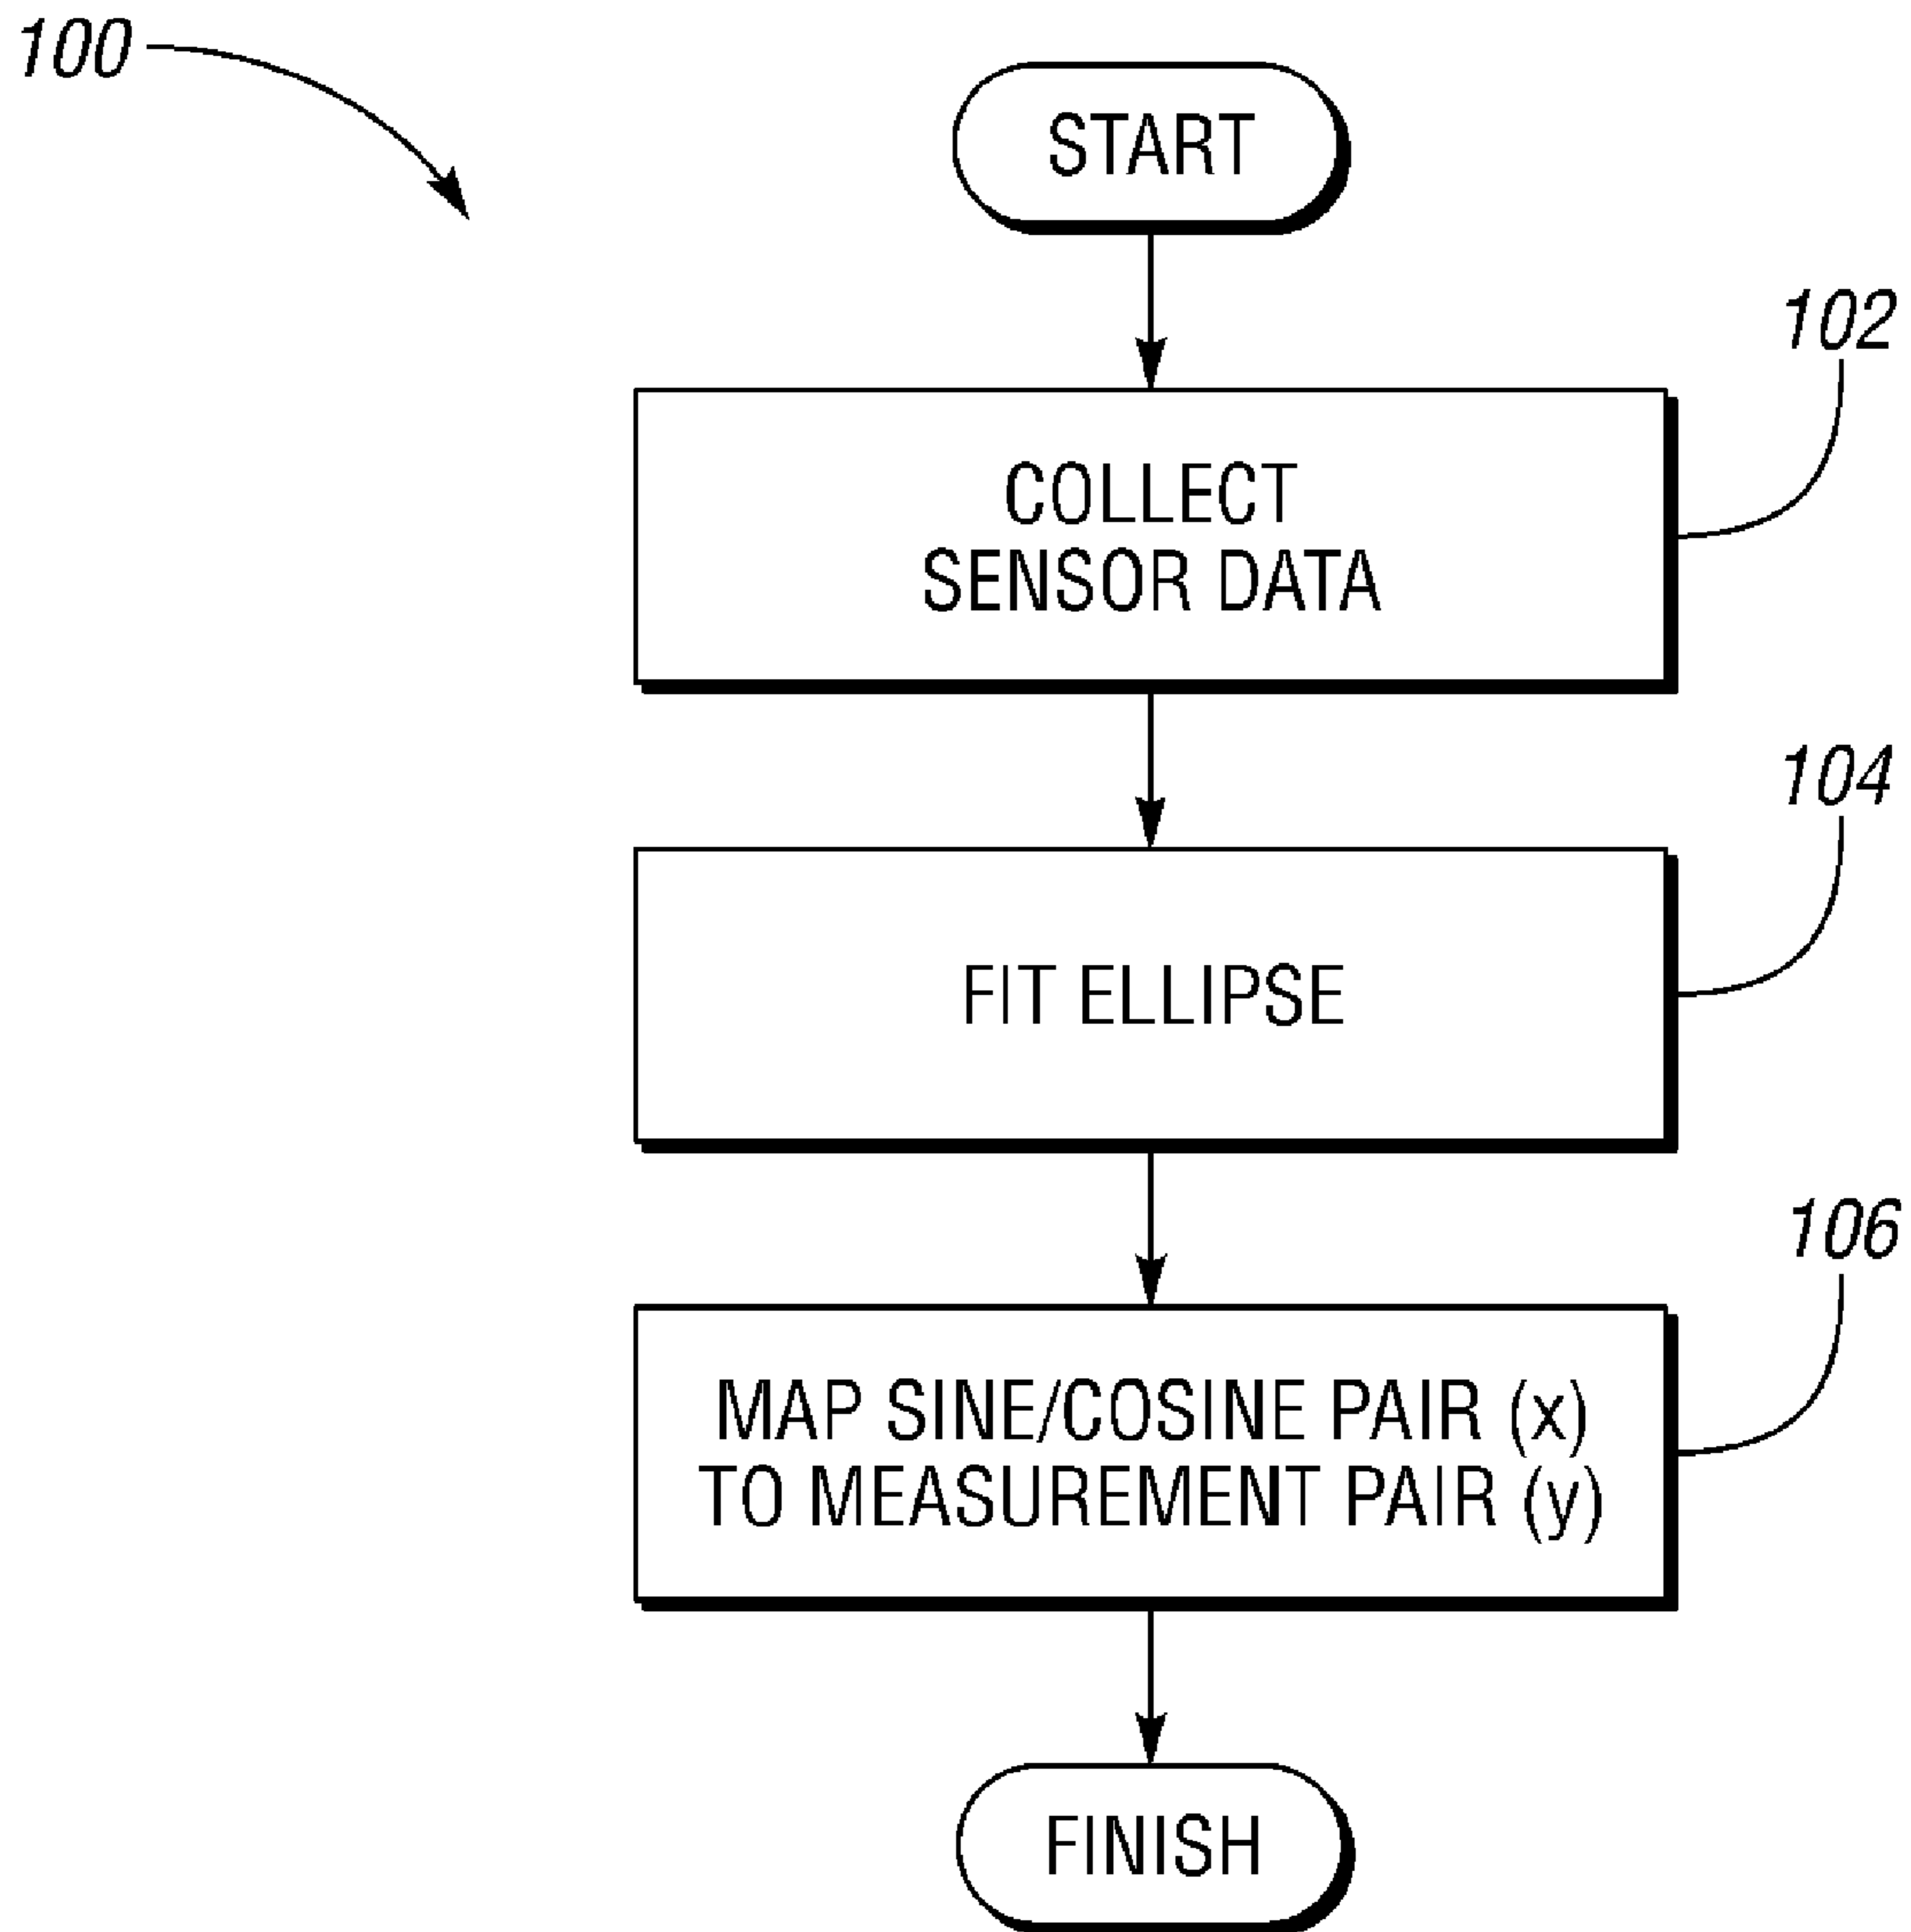 100
START
102
COLLECT
SENSOR DATA
104
FIT ELLIPSE
106
MAP SINE/COSINE PAIR (x)
TO MEASUREMENT PAIR (y)
FINISH